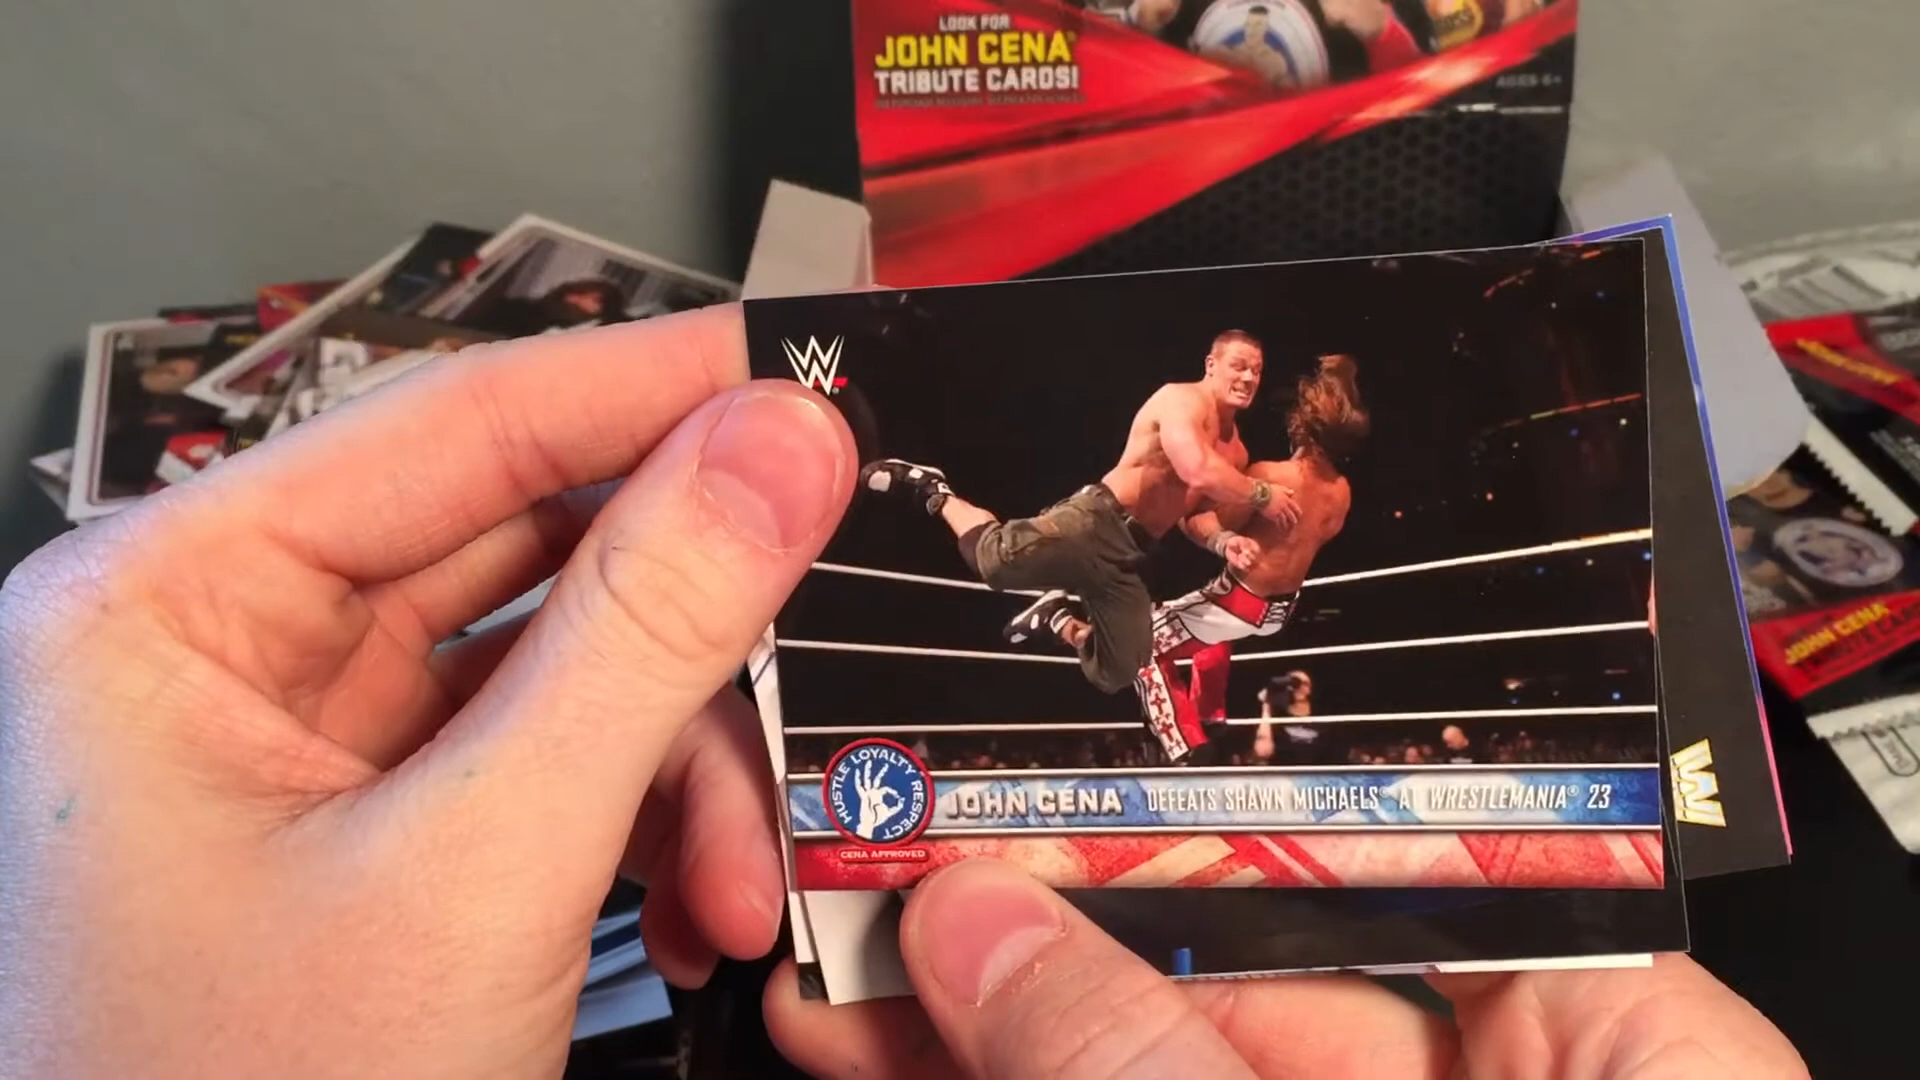 LOOK FOR
JOHN CENA®
TRIBUTE CARDS!
AGES 6+
W
HUSTLE LOYALTY RESPECT
CENA APPROVED
JOHN CENA DEFEATS SHAWN MICHAELS® AT WRESTLEMANIA® 23
W
JOHN CENA